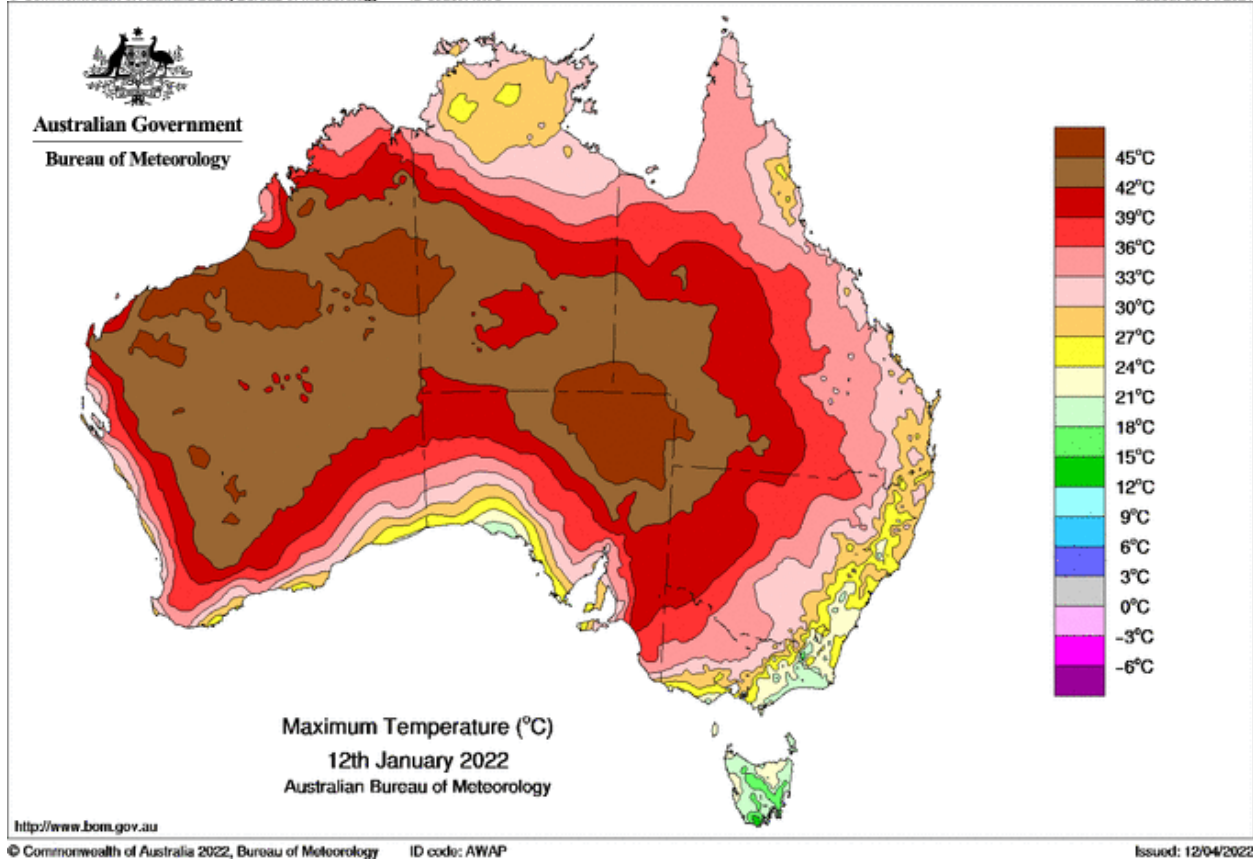 Australian Government
Bureau of Meteorology
45°C
42°C
39°C
36°C
33°C
30°C
27°C
24°C
21°C
18°C
15°C
12°C
9°C
6°C
3°C
0°C
-3°C
-6°C
Maximum Temperature (°C)
12th January 2022
Australian Bureau of Meteorology
http://www.bom.gov.au
© Commonwealth of Australia 2022, Bureau of Meteorology ID code: AWAP Issued: 12/04/2022